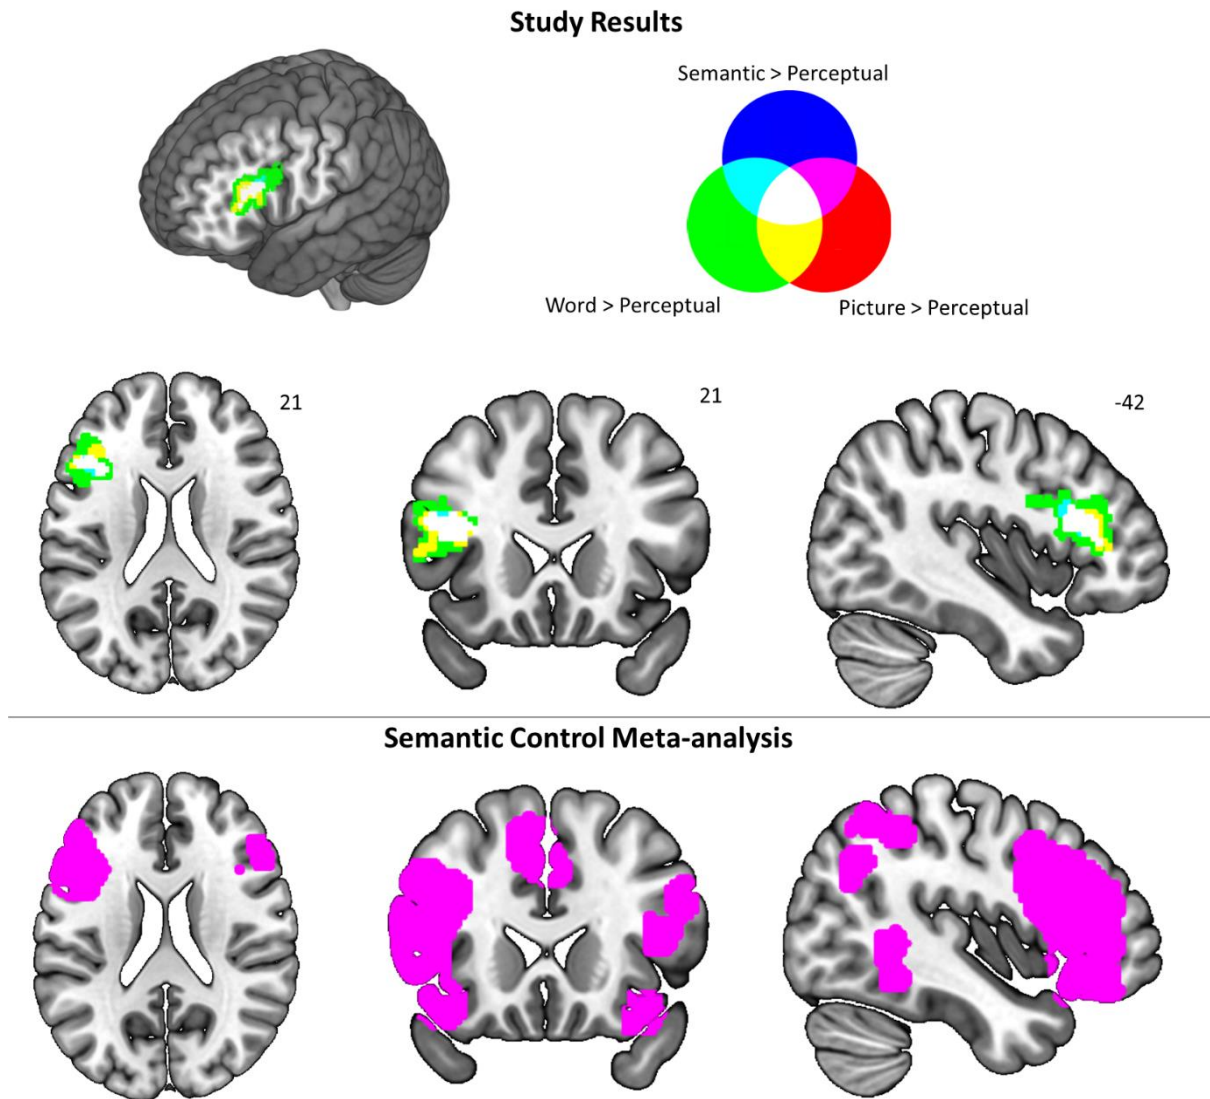 Study Results
Semantic > Perceptual
Word > Perceptual
Picture > Perceptual
21
21
-42
Semantic Control Meta-analysis